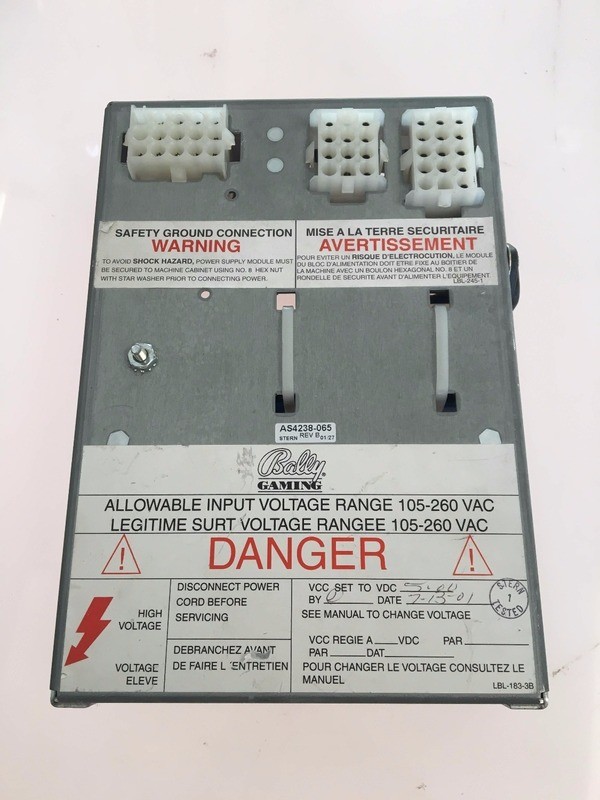 SAFETY GROUND CONNECTION
WARNING
TO AVOID SHOCK HAZARD, POWER SUPPLY MODULE MUST
BE SECURED TO MACHINE CABINET USING NO. 8 HEX NUT
WITH STAR WASHER PRIOR TO CONNECTING POWER.
MISE A LA TERRE SECURITAIRE
AVERTISSEMENT
POUR EVITER UN RISQUE D'ELECTROCUTION, LE MODULE
DU BLOC D'ALIMENTATION DOIT ETRE FIXE AU BOITIER DE
LA MACHINE AVEC UN BOULON HEXAGONAL NO. 8 ET UN
RONDELLE DE SECURITE AVANT D'ALIMENTER L'EQUIPEMENT.
LBL-245-1
AS4238-065
STERN REV B 01/27
Bally
GAMING
ALLOWABLE INPUT VOLTAGE RANGE 105-260 VAC
LEGITIME SURT VOLTAGE RANGEE 105-260 VAC
DANGER
HIGH
VOLTAGE
VOLTAGE
ELEVE
DISCONNECT POWER
CORD BEFORE
SERVICING
DEBRANCHEZ AVANT
DE FAIRE L'ENTRETIEN
VCC SET TO VDC 5.00
BY DATE 7-13-01
SEE MANUAL TO CHANGE VOLTAGE
STERN
1
TESTED
VCC REGIE A VDC PAR
PAR DAT
POUR CHANGER LE VOLTAGE CONSULTEZ LE
MANUEL
LBL-183-3B